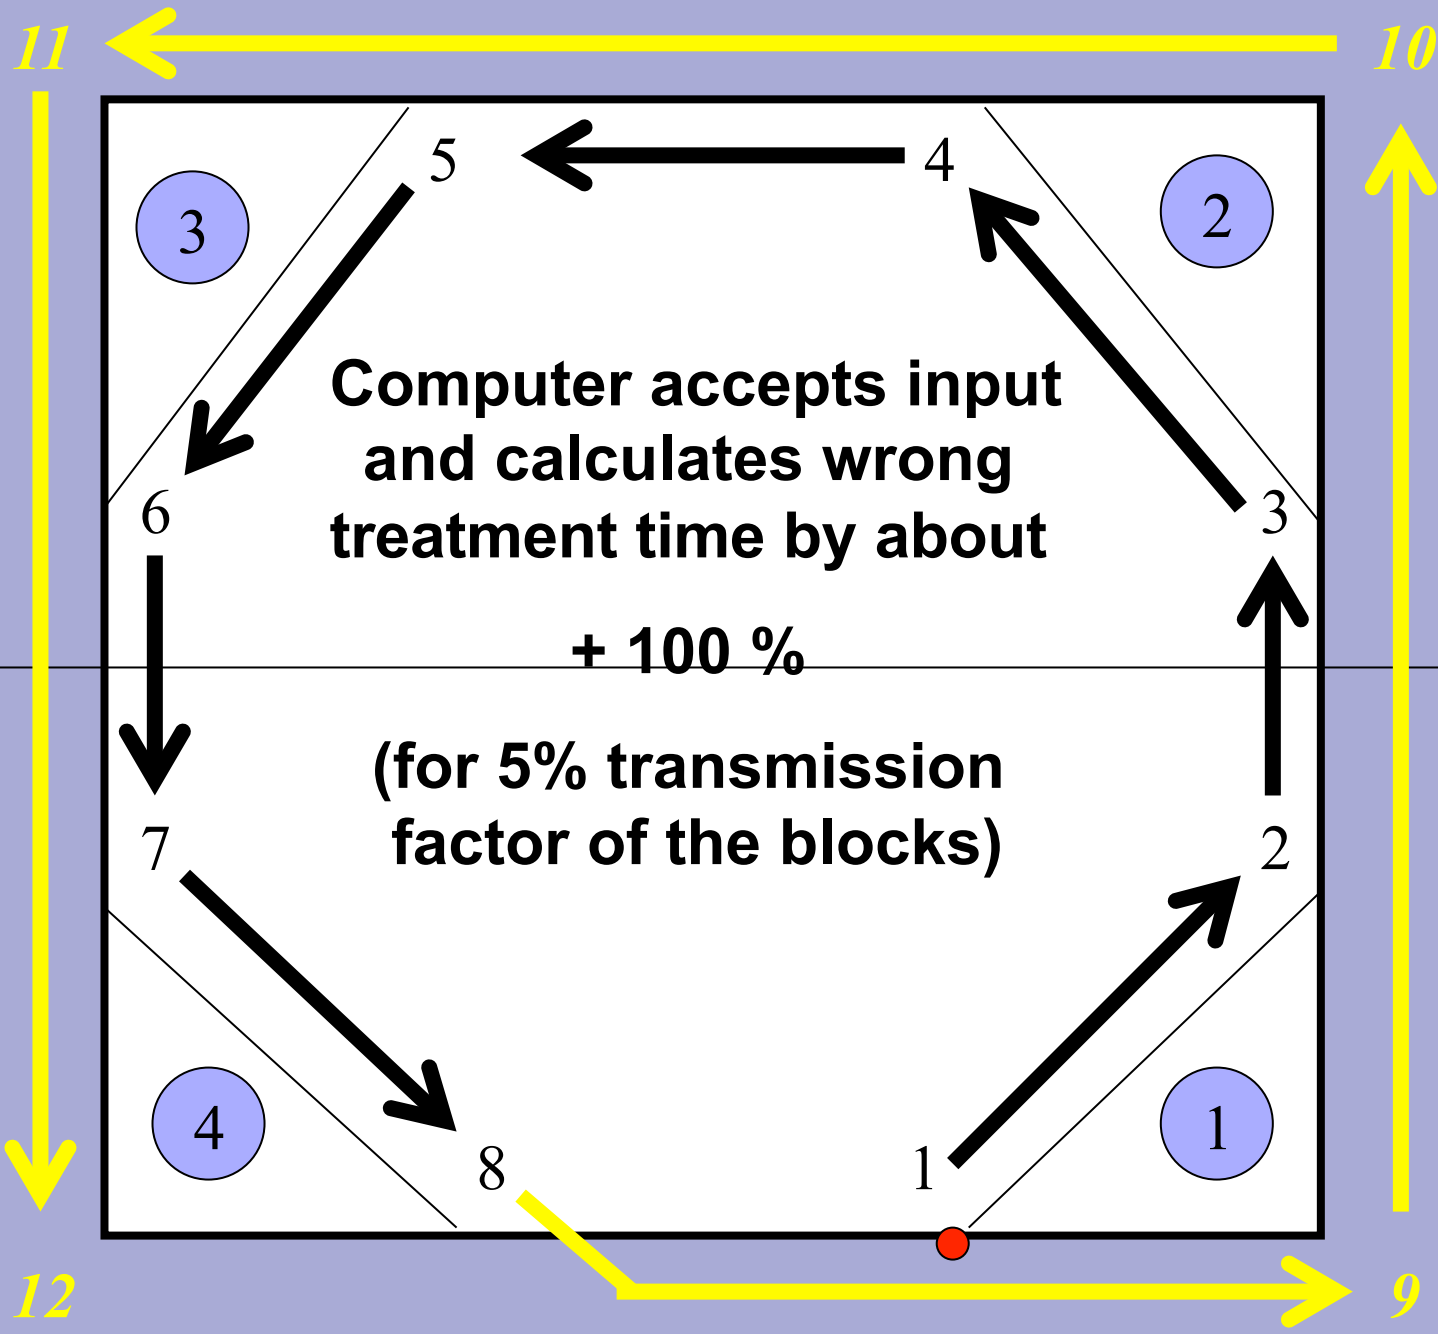 11
10
5
4
3
2
Computer accepts input
and calculates wrong
treatment time by about
6
3
+ 100 %
(for 5% transmission
factor of the blocks)
7
2
4
8
1
1
12
9